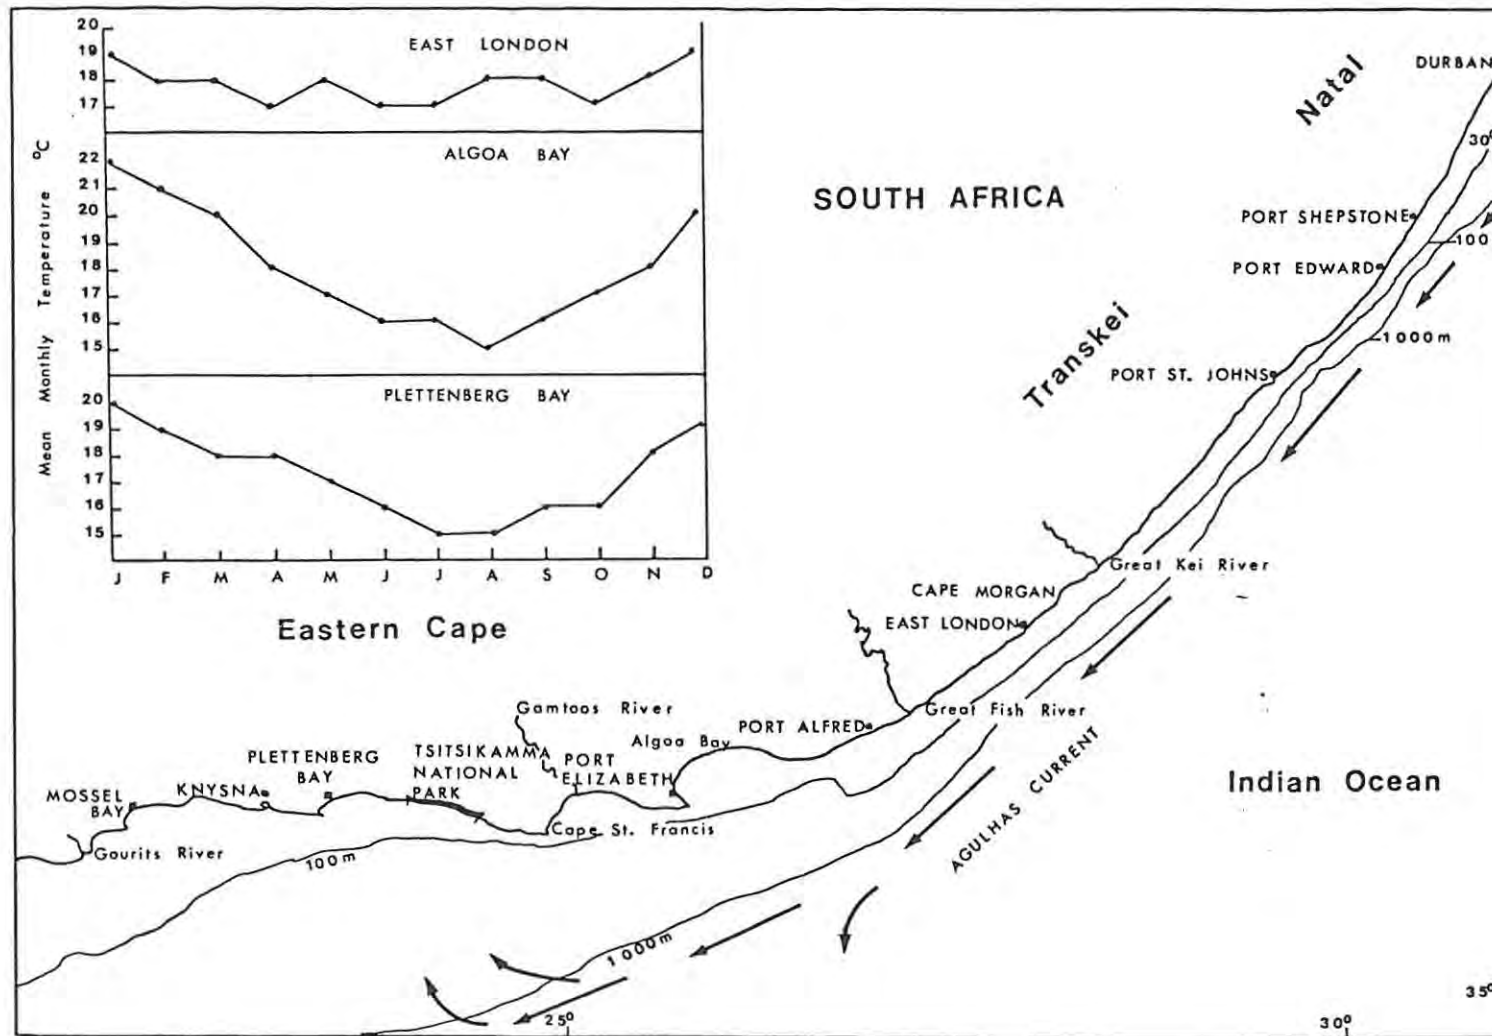 EAST LONDON
20
19
18
17
ALGOA BAY
22
21
20
19
18
17
16
15
PLETTENBERG BAY
20
19
18
17
16
15
Mean Monthly Temperature °C
J F M A M J J A S O N D
Eastern Cape
SOUTH AFRICA
Natal
Transkei
DURBAN
30°
PORT SHEPSTONE
100
PORT EDWARD
1000m
PORT ST. JOHNS
Great Kei River
CAPE MORGAN
EAST LONDON
Great Fish River
PORT ALFRED
Algoa Bay
Gamtoos River
PORT
ELIZABETH
TSITSIKAMMA
NATIONAL
PARK
PLETTENBERG
BAY
KNYSNA
MOSSEL
BAY
Cape St. Francis
Gourits River
100m
1000m
AGULHAS CURRENT
Indian Ocean
25°
30°
35°